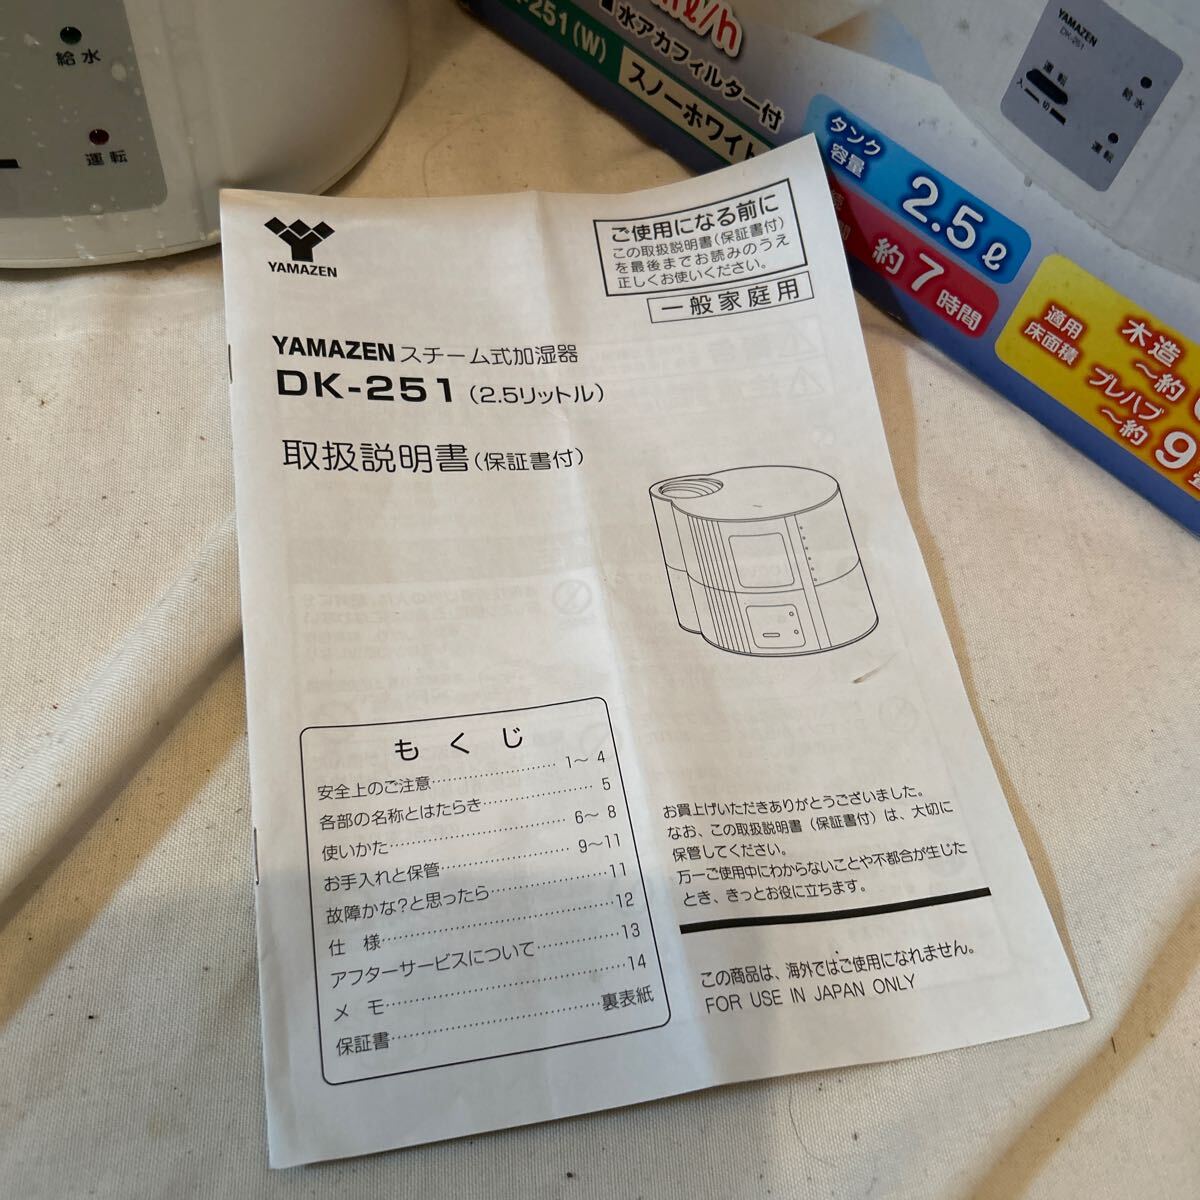 給水
運転
ℓ/h
251(W)
水アカフィルター付
スノーホワイト
タンク
容量
2.5ℓ
約7時間
適用
床面積
木造
〜約
プレハブ
〜約9
YAMAZEN
DK-251
運転
入 切
給水
運転
YAMAZEN
ご使用になる前に
この取扱説明書(保証書付)
を最後までお読みのうえ
正しくお使いください。
一般家庭用
YAMAZENスチーム式加湿器
DK-251(2.5リットル)
取扱説明書(保証書付)
もくじ
安全上のご注意……………………1〜 4
各部の名称とはたらき………………5
使いかた……………………………6〜 8
お手入れと保管……………………9〜11
故障かな?と思ったら………………11
仕 様…………………………………12
アフターサービスについて…………13
メ モ…………………………………14
保証書………………………………裏表紙
お買上げいただきありがとうございました。
なお、この取扱説明書(保証書付)は、大切に
保管してください。
万一ご使用中にわからないことや不都合が生じた
とき、きっとお役に立ちます。
この商品は、海外ではご使用になれません。
FOR USE IN JAPAN ONLY